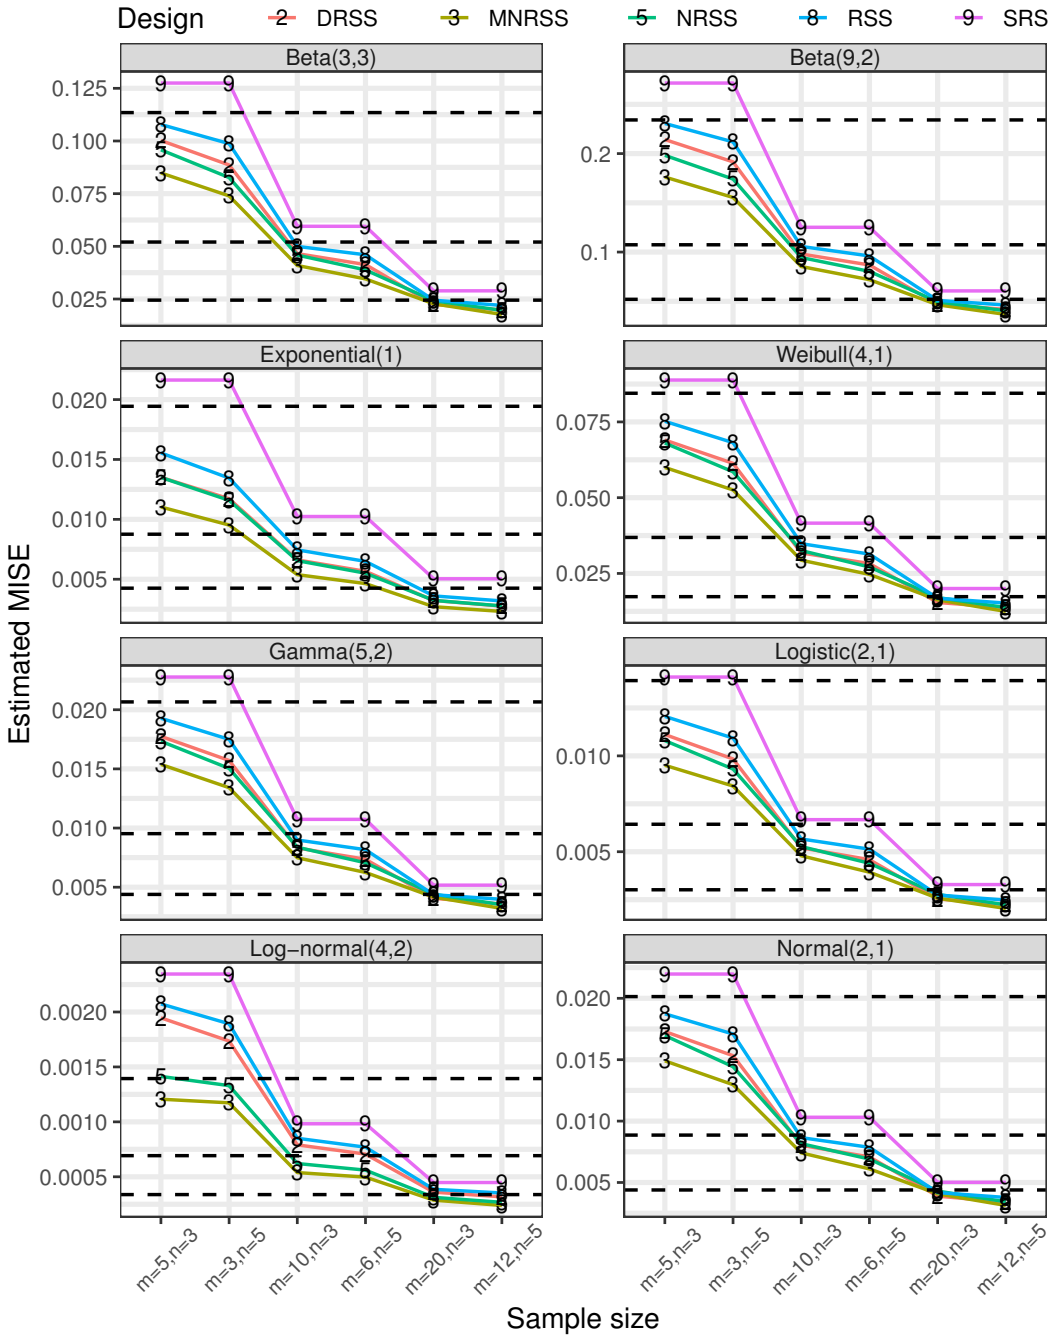 Design 2 DRSS 3 MNRSS 5 NRSS 8 RSS 9 SRS
Beta(3,3)
0.125
0.100
0.075
0.050
0.025
Beta(9,2)
0.2
0.1
Exponential(1)
0.020
0.015
0.010
0.005
Weibull(4,1)
0.075
0.050
0.025
Gamma(5,2)
0.020
0.015
0.010
0.005
Logistic(2,1)
0.010
0.005
Log−normal(4,2)
0.0020
0.0015
0.0010
0.0005
Normal(2,1)
0.020
0.015
0.010
0.005
m=5,n=3
m=3,n=5
m=10,n=3
m=6,n=5
m=20,n=3
m=12,n=5
m=5,n=3
m=3,n=5
m=10,n=3
m=6,n=5
m=20,n=3
m=12,n=5
Sample size
Estimated MISE